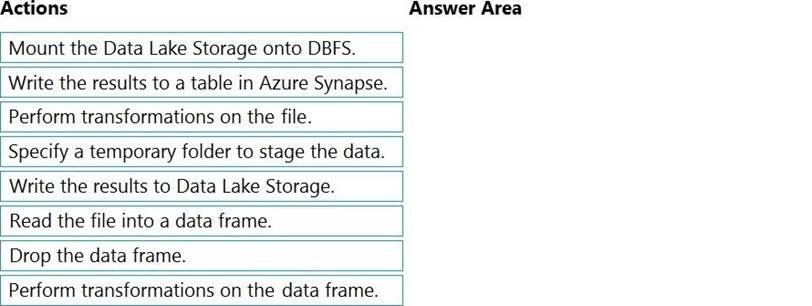 Actions
Answer Area
Mount the Data Lake Storage onto DBFS.
Write the results to a table in Azure Synapse.
Perform transformations on the file.
Specify a temporary folder to stage the data.
Write the results to Data Lake Storage.
Read the file into a data frame.
Drop the data frame.
Perform transformations on the data frame.